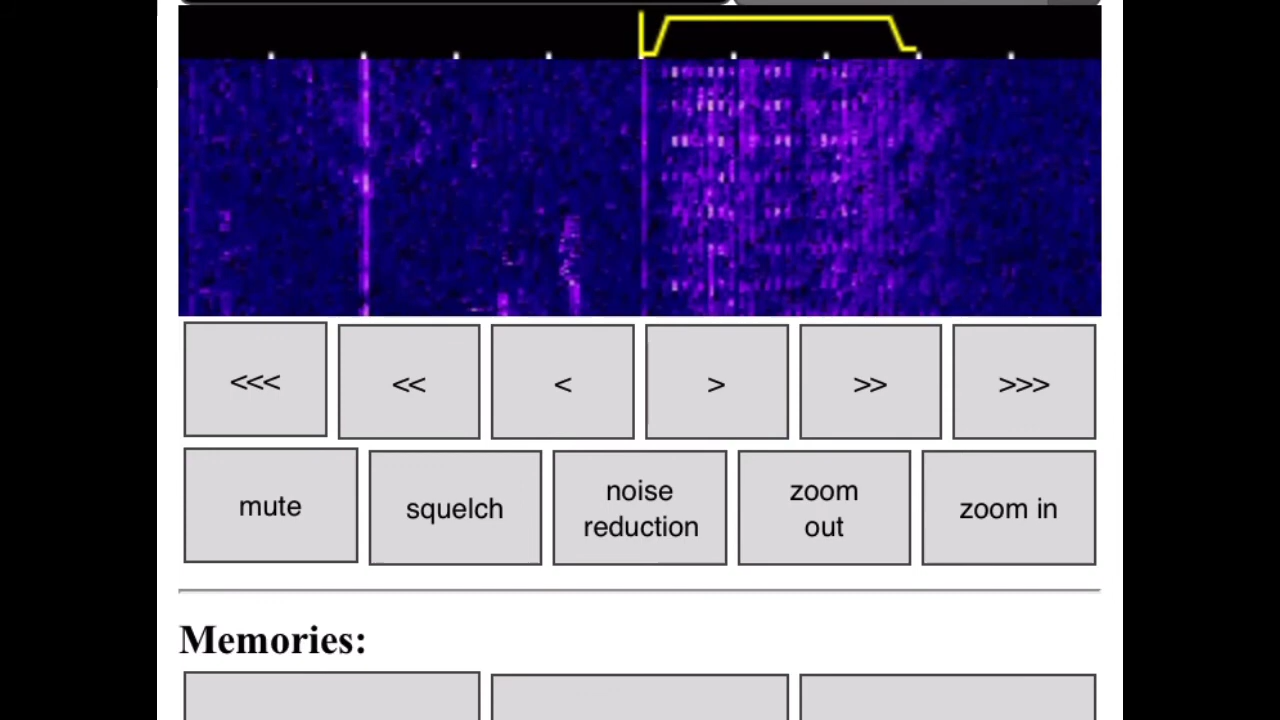 <<< << < > >> >>>
mute squelch noise reduction zoom out zoom in
Memories: